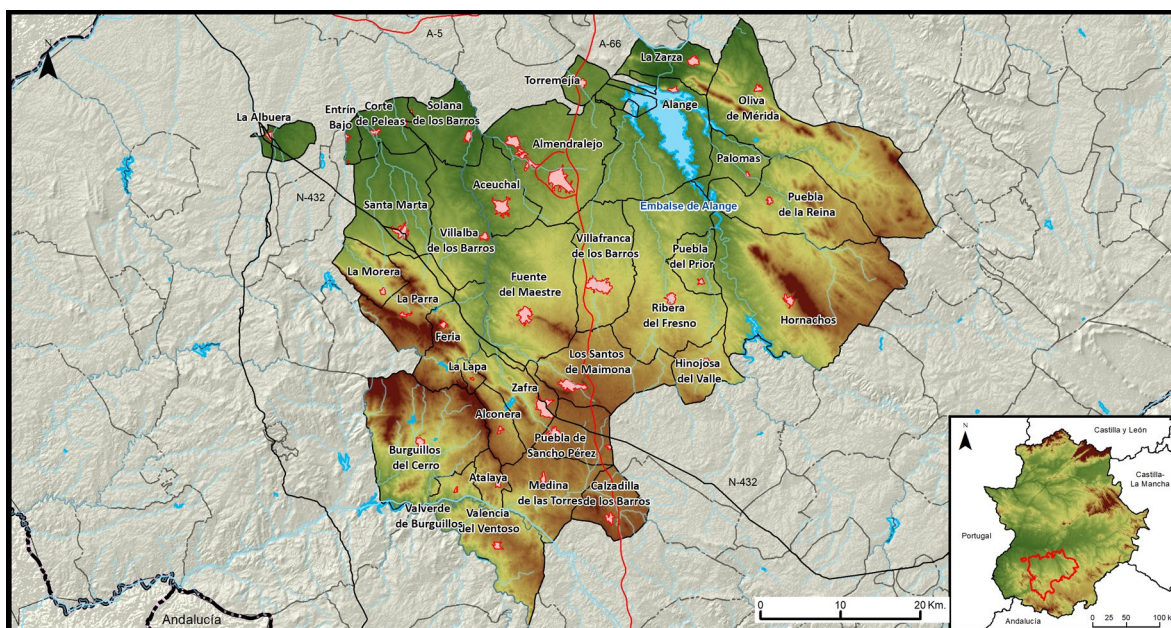 A-5
A-66
N
La Zarza
Torremejía
Alange
Oliva
de Mérida
Entrín
Bajo
Corte
de Peleas
Solana
de los Barros
La Albuera
Almendralejo
Palomas
Aceuchal
N-432
Puebla
de la Reina
Santa Marta
Embalse de Alange
Villalba
de los Barros
Villafranca
de los Barros
Puebla
del Prior
La Morera
Fuente
del Maestre
La Parra
Ribera
del Fresno
Hornachos
Feria
Los Santos
de Maimona
Hinojosa
del Valle
La Lapa
Zafra
Alconera
Puebla de
Sancho Pérez
Burguillos
del Cerro
Atalaya
Medina
de las Torres
Calzadilla
de los Barros
N-432
Valverde
de Burguillos
Valencia
del Ventoso
Andalucía
0 10 20 Km.
N
Castilla y León
Castilla-
La Mancha
Portugal
Andalucía
0 25 50 100 k